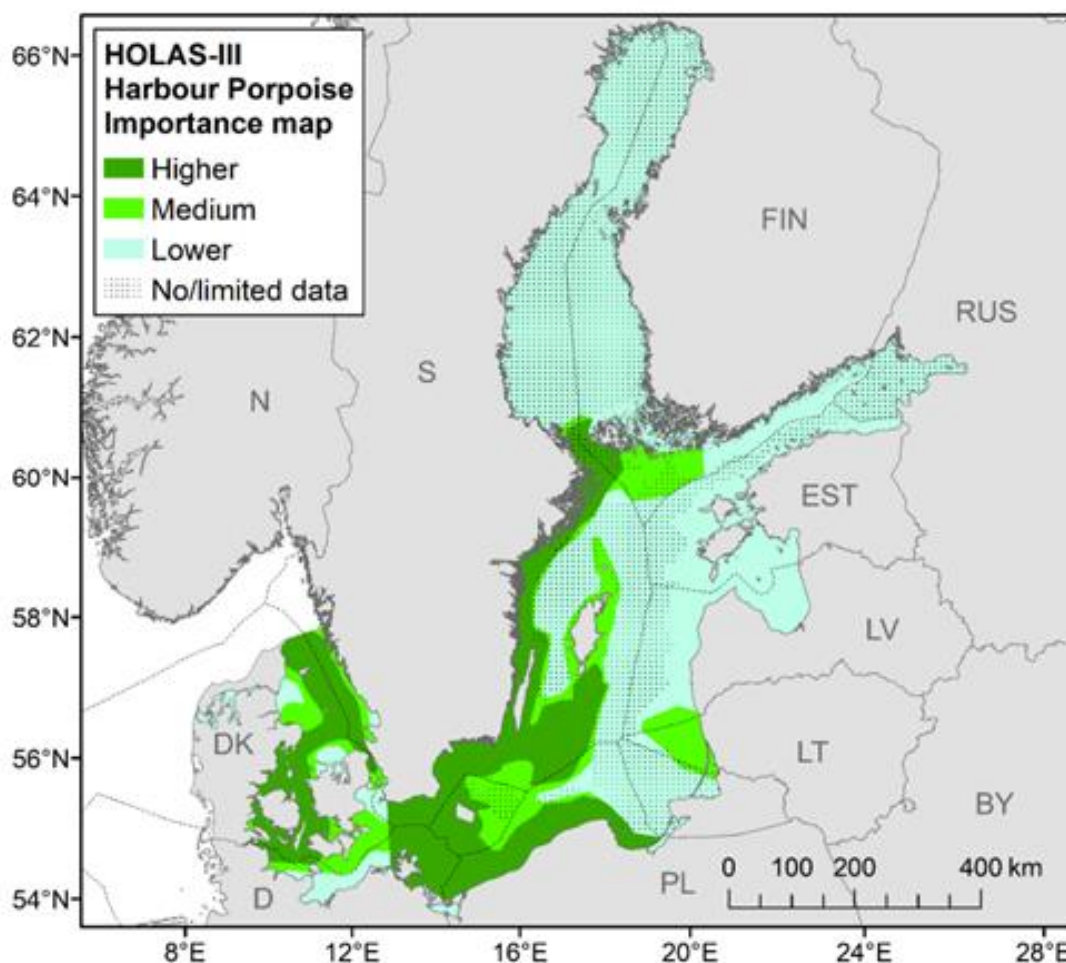 HOLAS-III
Harbour Porpoise
Importance map
Higher
Medium
Lower
No/limited data
66°N
64°N
62°N
60°N
58°N
56°N
54°N
FIN
RUS
N
S
EST
LV
DK
LT
BY
D
PL
0 100 200 400 km
8°E 12°E 16°E 20°E 24°E 28°E